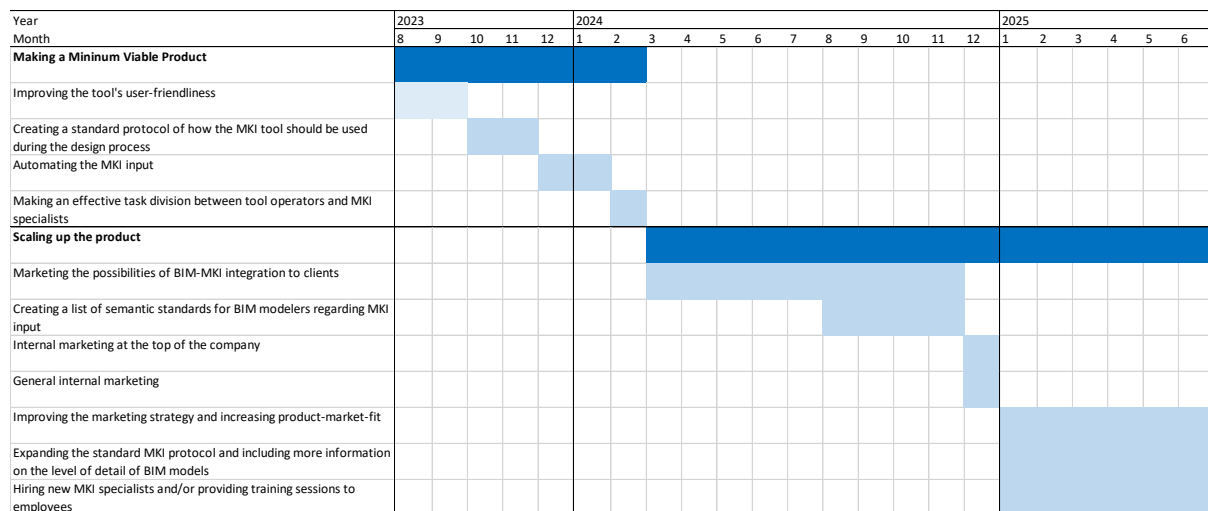 Year 2023 2024 2025
Month 8 9 10 11 12 1 2 3 4 5 6 7 8 9 10 11 12 1 2 3 4 5 6
Making a Mininum Viable Product
Improving the tool's user-friendliness
Creating a standard protocol of how the MKI tool should be used
during the design process
Automating the MKI input
Making an effective task division between tool operators and MKI
specialists
Scaling up the product
Marketing the possibilities of BIM-MKI integration to clients
Creating a list of semantic standards for BIM modelers regarding MKI
input
Internal marketing at the top of the company
General internal marketing
Improving the marketing strategy and increasing product-market-fit
Expanding the standard MKI protocol and including more information
on the level of detail of BIM models
Hiring new MKI specialists and/or providing training sessions to
employees